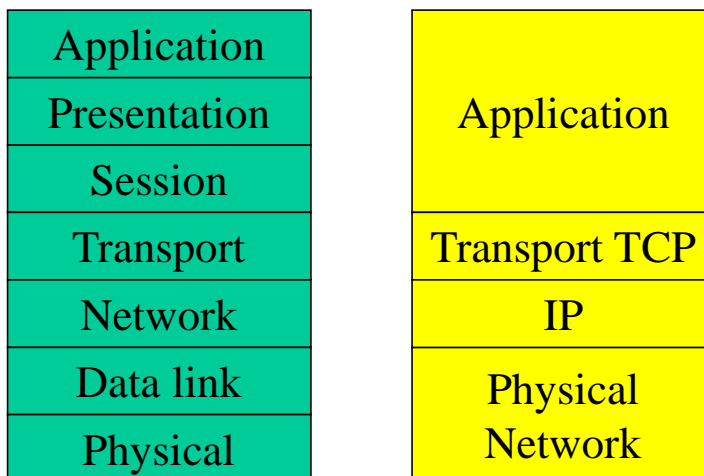 Application
Presentation
Session
Transport
Network
Data link
Physical
Application
Transport TCP
IP
Physical
Network